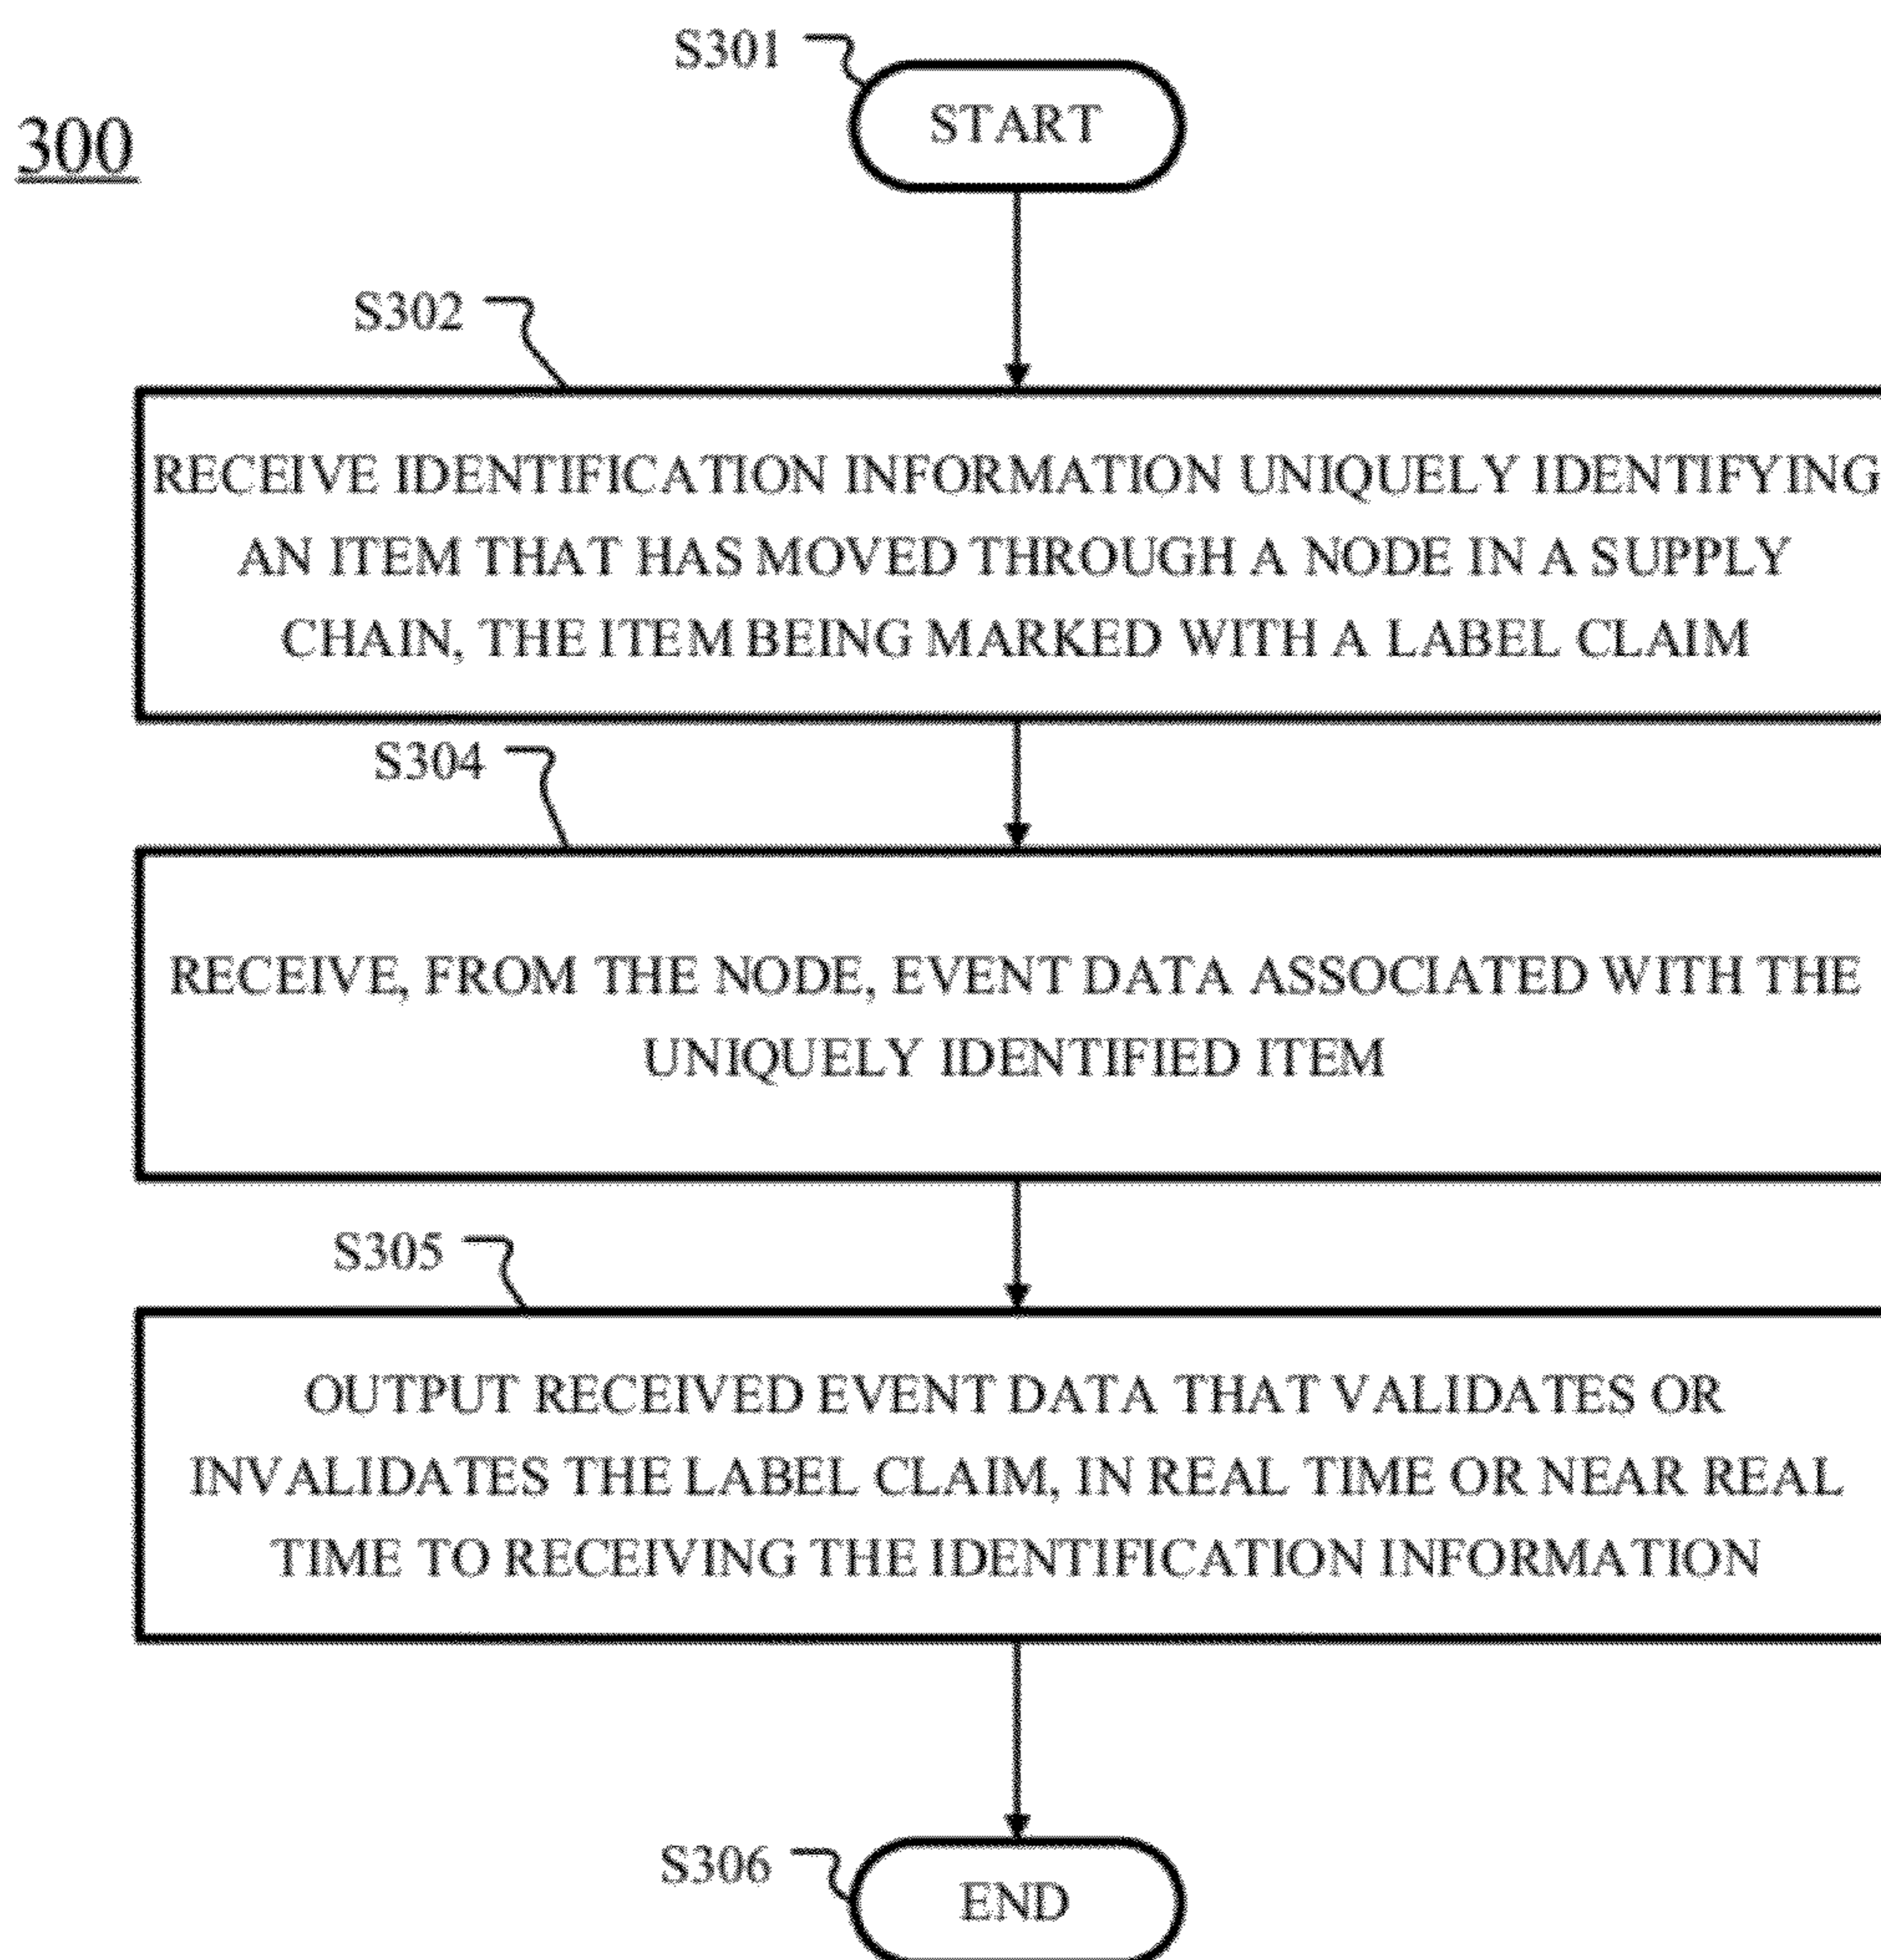 S301
START
300
S302
RECEIVE IDENTIFICATION INFORMATION UNIQUELY IDENTIFYING
AN ITEM THAT HAS MOVED THROUGH A NODE IN A SUPPLY
CHAIN, THE ITEM BEING MARKED WITH A LABEL CLAIM
S304
RECEIVE, FROM THE NODE, EVENT DATA ASSOCIATED WITH THE
UNIQUELY IDENTIFIED ITEM
S305
OUTPUT RECEIVED EVENT DATA THAT VALIDATES OR
INVALIDATES THE LABEL CLAIM, IN REAL TIME OR NEAR REAL
TIME TO RECEIVING THE IDENTIFICATION INFORMATION
S306
END